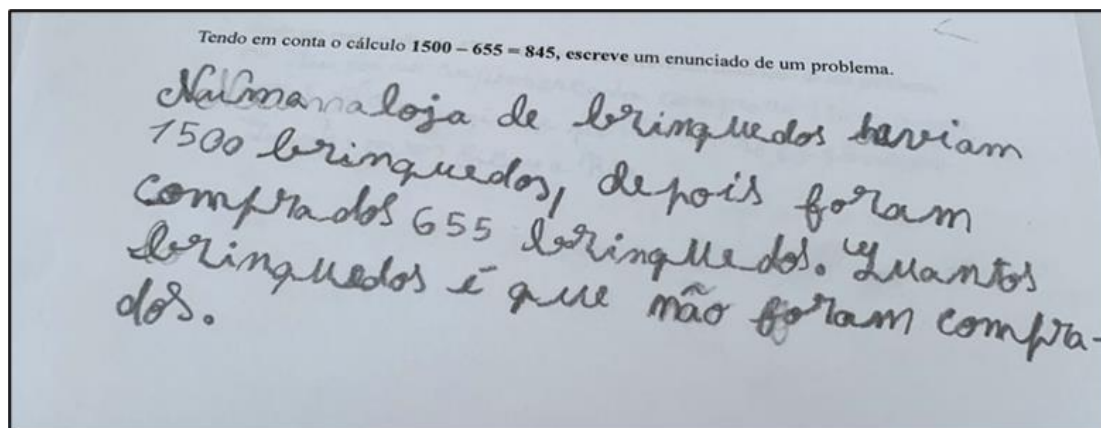 Tendo em conta o cálculo 1500 – 655 = 845, escreve um enunciado de um problema.
Numa loja de brinquedos haviam
1500 brinquedos, depois foram
comprados 655 brinquedos. Quantos
brinquedos é que não foram compra-
dos.